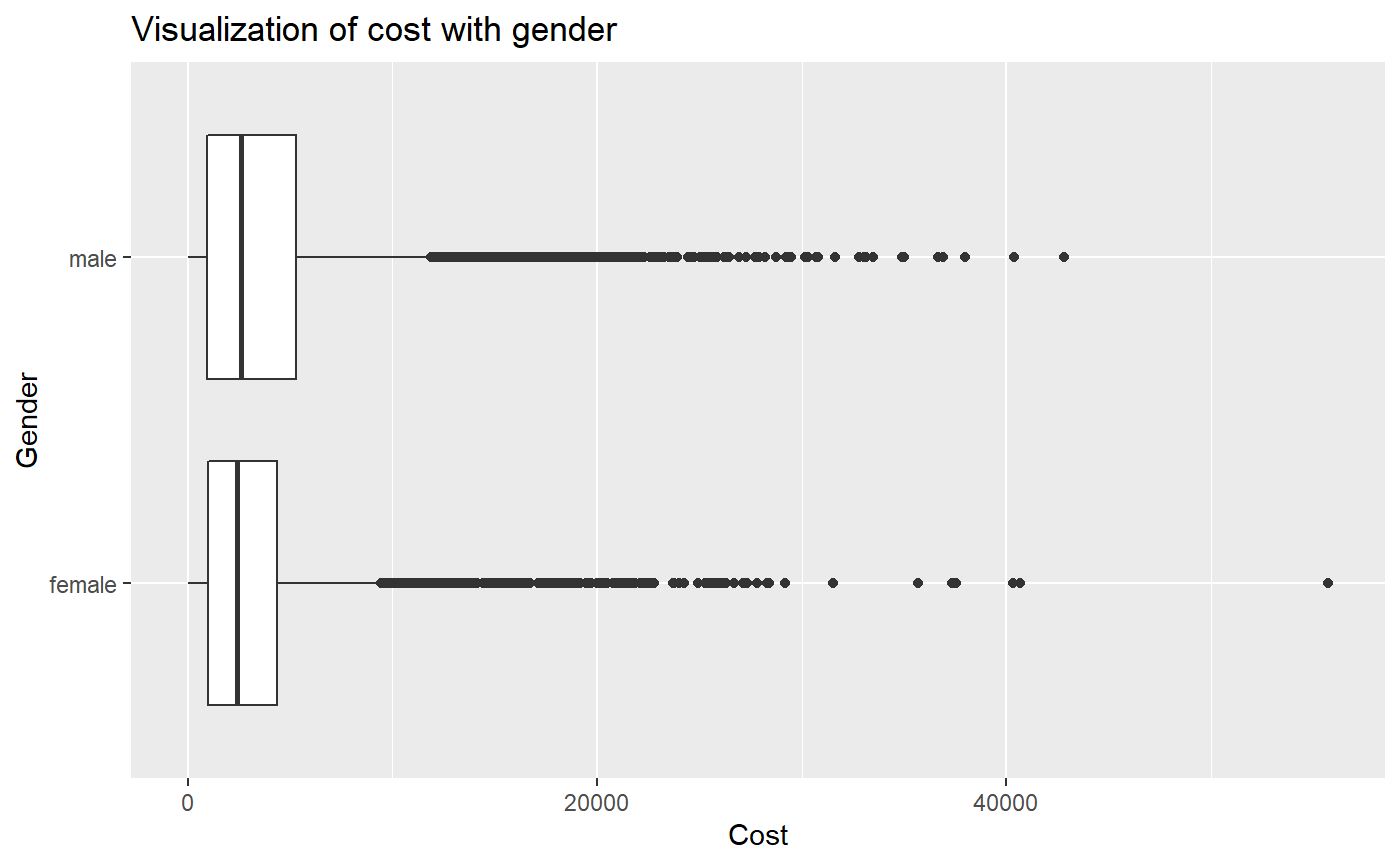 Visualization of cost with gender
male
Gender
female
0
20000
40000
Cost